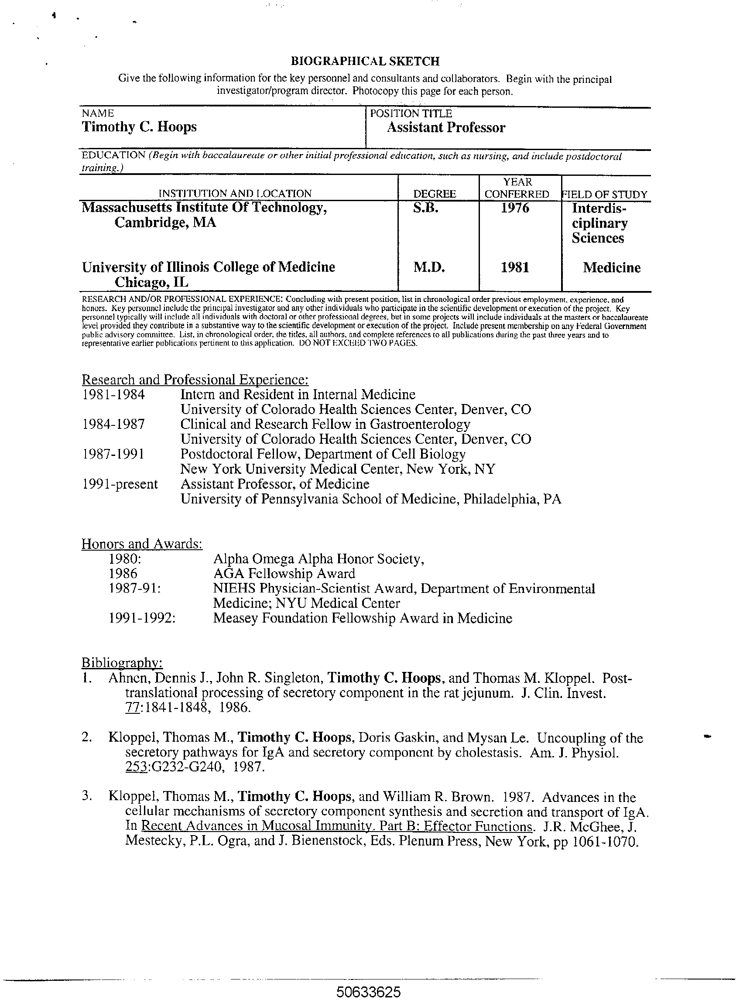 BIOGRAPHICAL SKETCH
Give the following information for the key personnel and consultants and collaborators. Begin with the principal
investigator/program director. Photocopy this page for each person.
NAME
Timothy C. Hoops
POSITION TITLE
Assistant Professor
EDUCATION (Begin with baccalaureate or other initial professional education, such as nursing, and include postdoctoral
training.)
INSTITUTION AND LOCATION
DEGREE
YEAR
CONFERRED
FIELD OF STUDY
Massachusetts Institute Of Technology,
Cambridge, MA
S.B.
1976
Interdis-
ciplinary
Sciences
University of Illinois College of Medicine
Chicago, IL
M.D.
1981
Medicine
RESEARCH AND/OR PROFESSIONAL EXPERIENCE: Concluding with present position, list in chronological order previous employment, experience, and
honors. Key personnel include the principal investigator and any other individuals who participate in the scientific development or execution of the project. Key
personnel typically will include all individuals with doctoral or other professional degrees, but in some projects will include individuals at the masters or baccalaureate
level provided they contribute in a substantive way to the scientific development or execution of the project. Include present membership on any Federal Government
public advisory committee. List, in chronological order, the titles, all authors, and complete references to all publications during the past three years and to
representative earlier publications pertinent to this application. DO NOT EXCEED TWO PAGES.
Research and Professional Experience:
1981-1984 Intern and Resident in Internal Medicine
University of Colorado Health Sciences Center, Denver, CO
1984-1987 Clinical and Research Fellow in Gastroenterology
University of Colorado Health Sciences Center, Denver, CO
1987-1991 Postdoctoral Fellow, Department of Cell Biology
New York University Medical Center, New York, NY
1991-present Assistant Professor, of Medicine
University of Pennsylvania School of Medicine, Philadelphia, PA
Honors and Awards:
1980: Alpha Omega Alpha Honor Society,
1986 AGA Fellowship Award
1987-91: NIEHS Physician-Scientist Award, Department of Environmental
Medicine; NYU Medical Center
1991-1992: Measey Foundation Fellowship Award in Medicine
Bibliography:
1. Ahnen, Dennis J., John R. Singleton, Timothy C. Hoops, and Thomas M. Kloppel. Post-
translational processing of secretory component in the rat jejunum. J. Clin. Invest.
77:1841-1848, 1986.
2. Kloppel, Thomas M., Timothy C. Hoops, Doris Gaskin, and Mysan Le. Uncoupling of the
secretory pathways for IgA and secretory component by cholestasis. Am. J. Physiol.
253:G232-G240, 1987.
3. Kloppel, Thomas M., Timothy C. Hoops, and William R. Brown. 1987. Advances in the
cellular mechanisms of secretory component synthesis and secretion and transport of IgA.
In Recent Advances in Mucosal Immunity. Part B: Effector Functions. J.R. McGhee, J.
Mestecky, P.L. Ogra, and J. Bienenstock, Eds. Plenum Press, New York, pp 1061-1070.
50633625